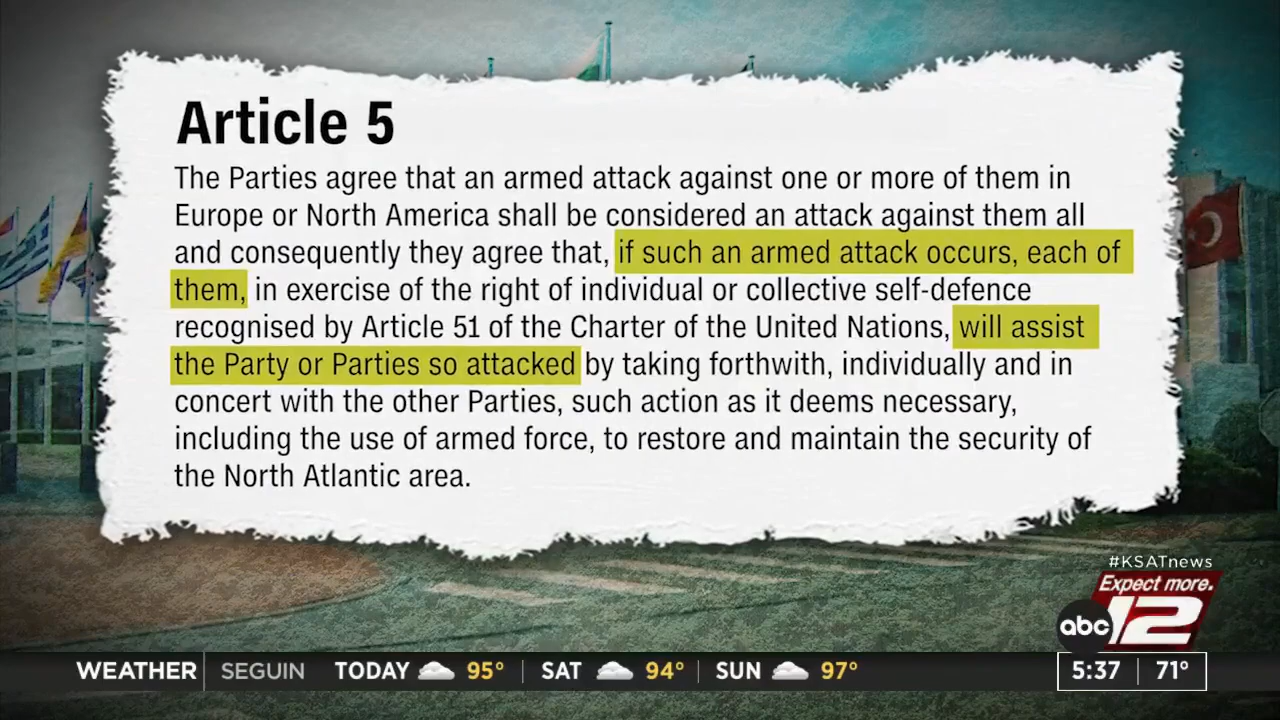 Article 5
The Parties agree that an armed attack against one or more of them in
Europe or North America shall be considered an attack against them all
and consequently they agree that, if such an armed attack occurs, each of
them, in exercise of the right of individual or collective self-defence
recognised by Article 51 of the Charter of the United Nations, will assist
the Party or Parties so attacked by taking forthwith, individually and in
concert with the other Parties, such action as it deems necessary,
including the use of armed force, to restore and maintain the security of
the North Atlantic area.
#KSATnews
Expect more.
abc 12
WEATHER SEGUIN TODAY 95° SAT 94° SUN 97° 5:37 71°